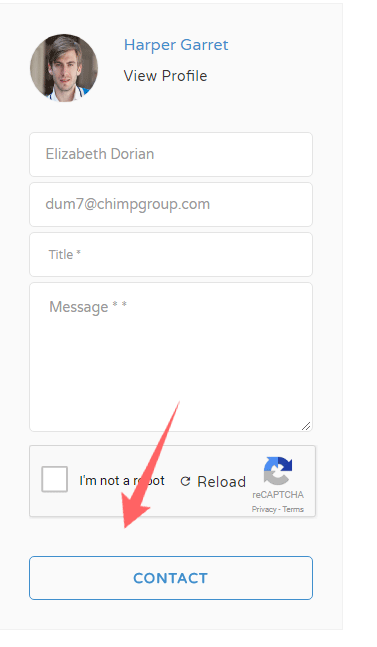 Harper Garret
View Profile
Elizabeth Dorian
dum7@chimpgroup.com
Title *
Message * *
I'm not a robot
Reload
reCAPTCHA
Privacy - Terms
CONTACT